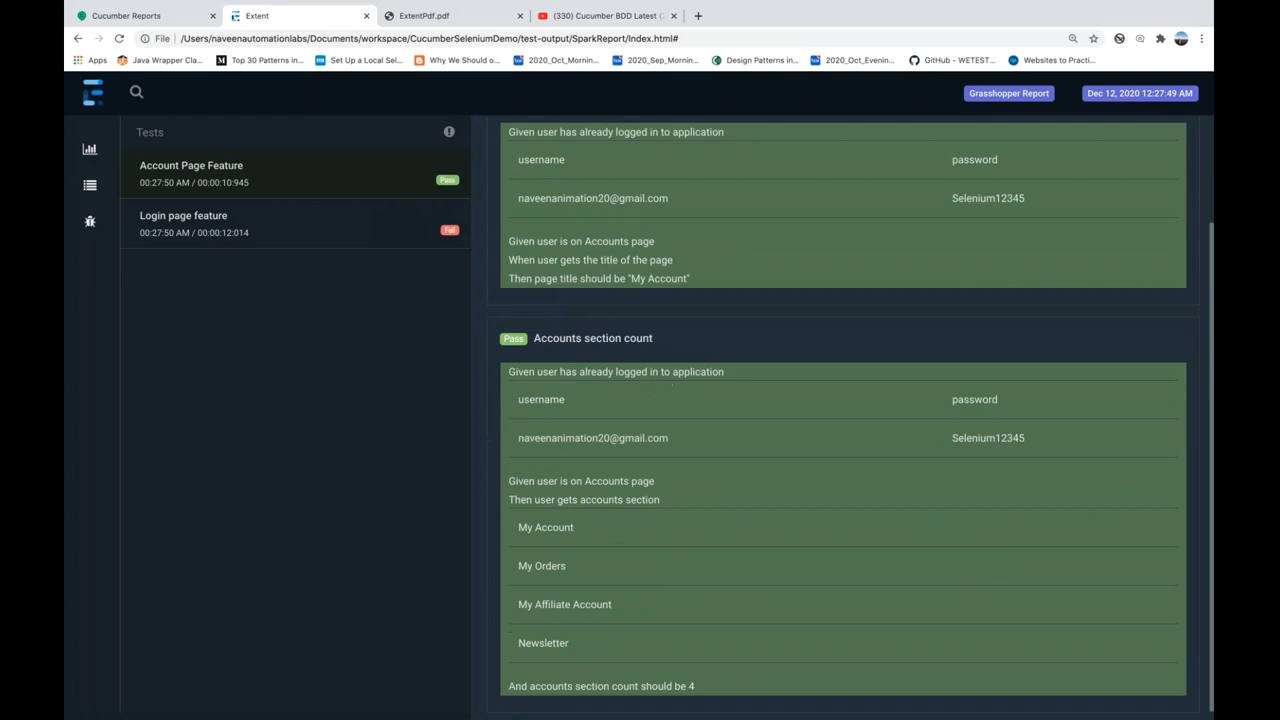 Cucumber Reports
Extent
ExtentPdf.pdf
(330) Cucumber BDD Latest (
File
/Users/naveenautomationlabs/Documents/workspace/CucumberSeleniumDemo/test-output/SparkReport/Index.html#
Apps
Java Wrapper Cla...
Top 30 Patterns in...
Set Up a Local Sel...
Why We Should o...
2020_Oct_Mornin...
2020_Sep_Mornin...
Design Patterns in...
2020_Oct_Evenin...
GitHub - WETEST...
Websites to Practi...
Grasshopper Report
Dec 12, 2020 12:27:49 AM
Tests
Account Page Feature
00:27:50 AM / 00:00:10:945
Pass
Login page feature
00:27:50 AM / 00:00:12:014
Fail
Given user has already logged in to application
username password
naveenanimation20@gmail.com Selenium12345
Given user is on Accounts page
When user gets the title of the page
Then page title should be "My Account"
Pass Accounts section count
Given user has already logged in to application
username password
naveenanimation20@gmail.com Selenium12345
Given user is on Accounts page
Then user gets accounts section
My Account
My Orders
My Affiliate Account
Newsletter
And accounts section count should be 4